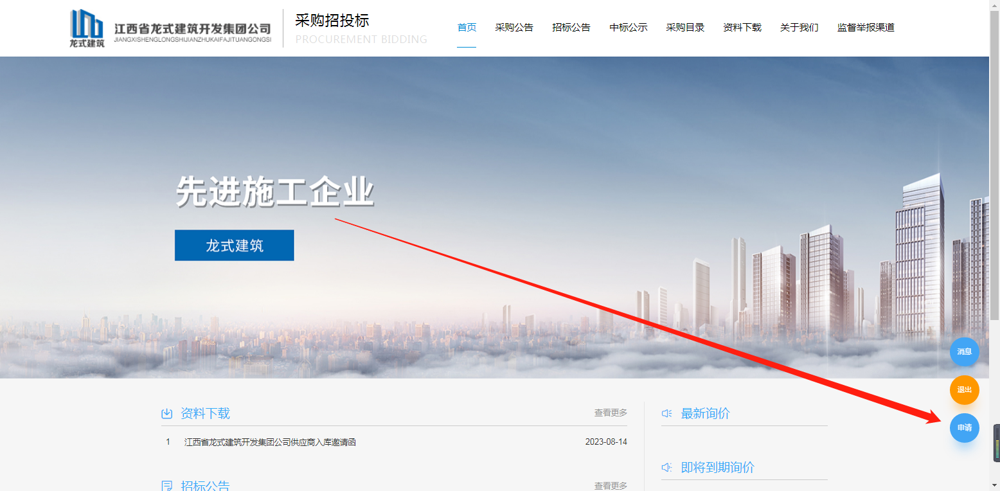 龙式建筑
江西省龙式建筑开发集团公司
JIANGXISHENGLONGSHIJIANZHUKAIFAJITUANGONGSI
采购招投标
PROCUREMENT BIDDING
首页 采购公告 招标公告 中标公示 采购目录 资料下载 关于我们 监督举报渠道
先进施工企业
龙式建筑
消息
退出
申请
资料下载 查看更多
1 江西省龙式建筑开发集团公司供应商入库邀请函 2023-08-14
招标公告 查看更多
最新询价
即将到期询价